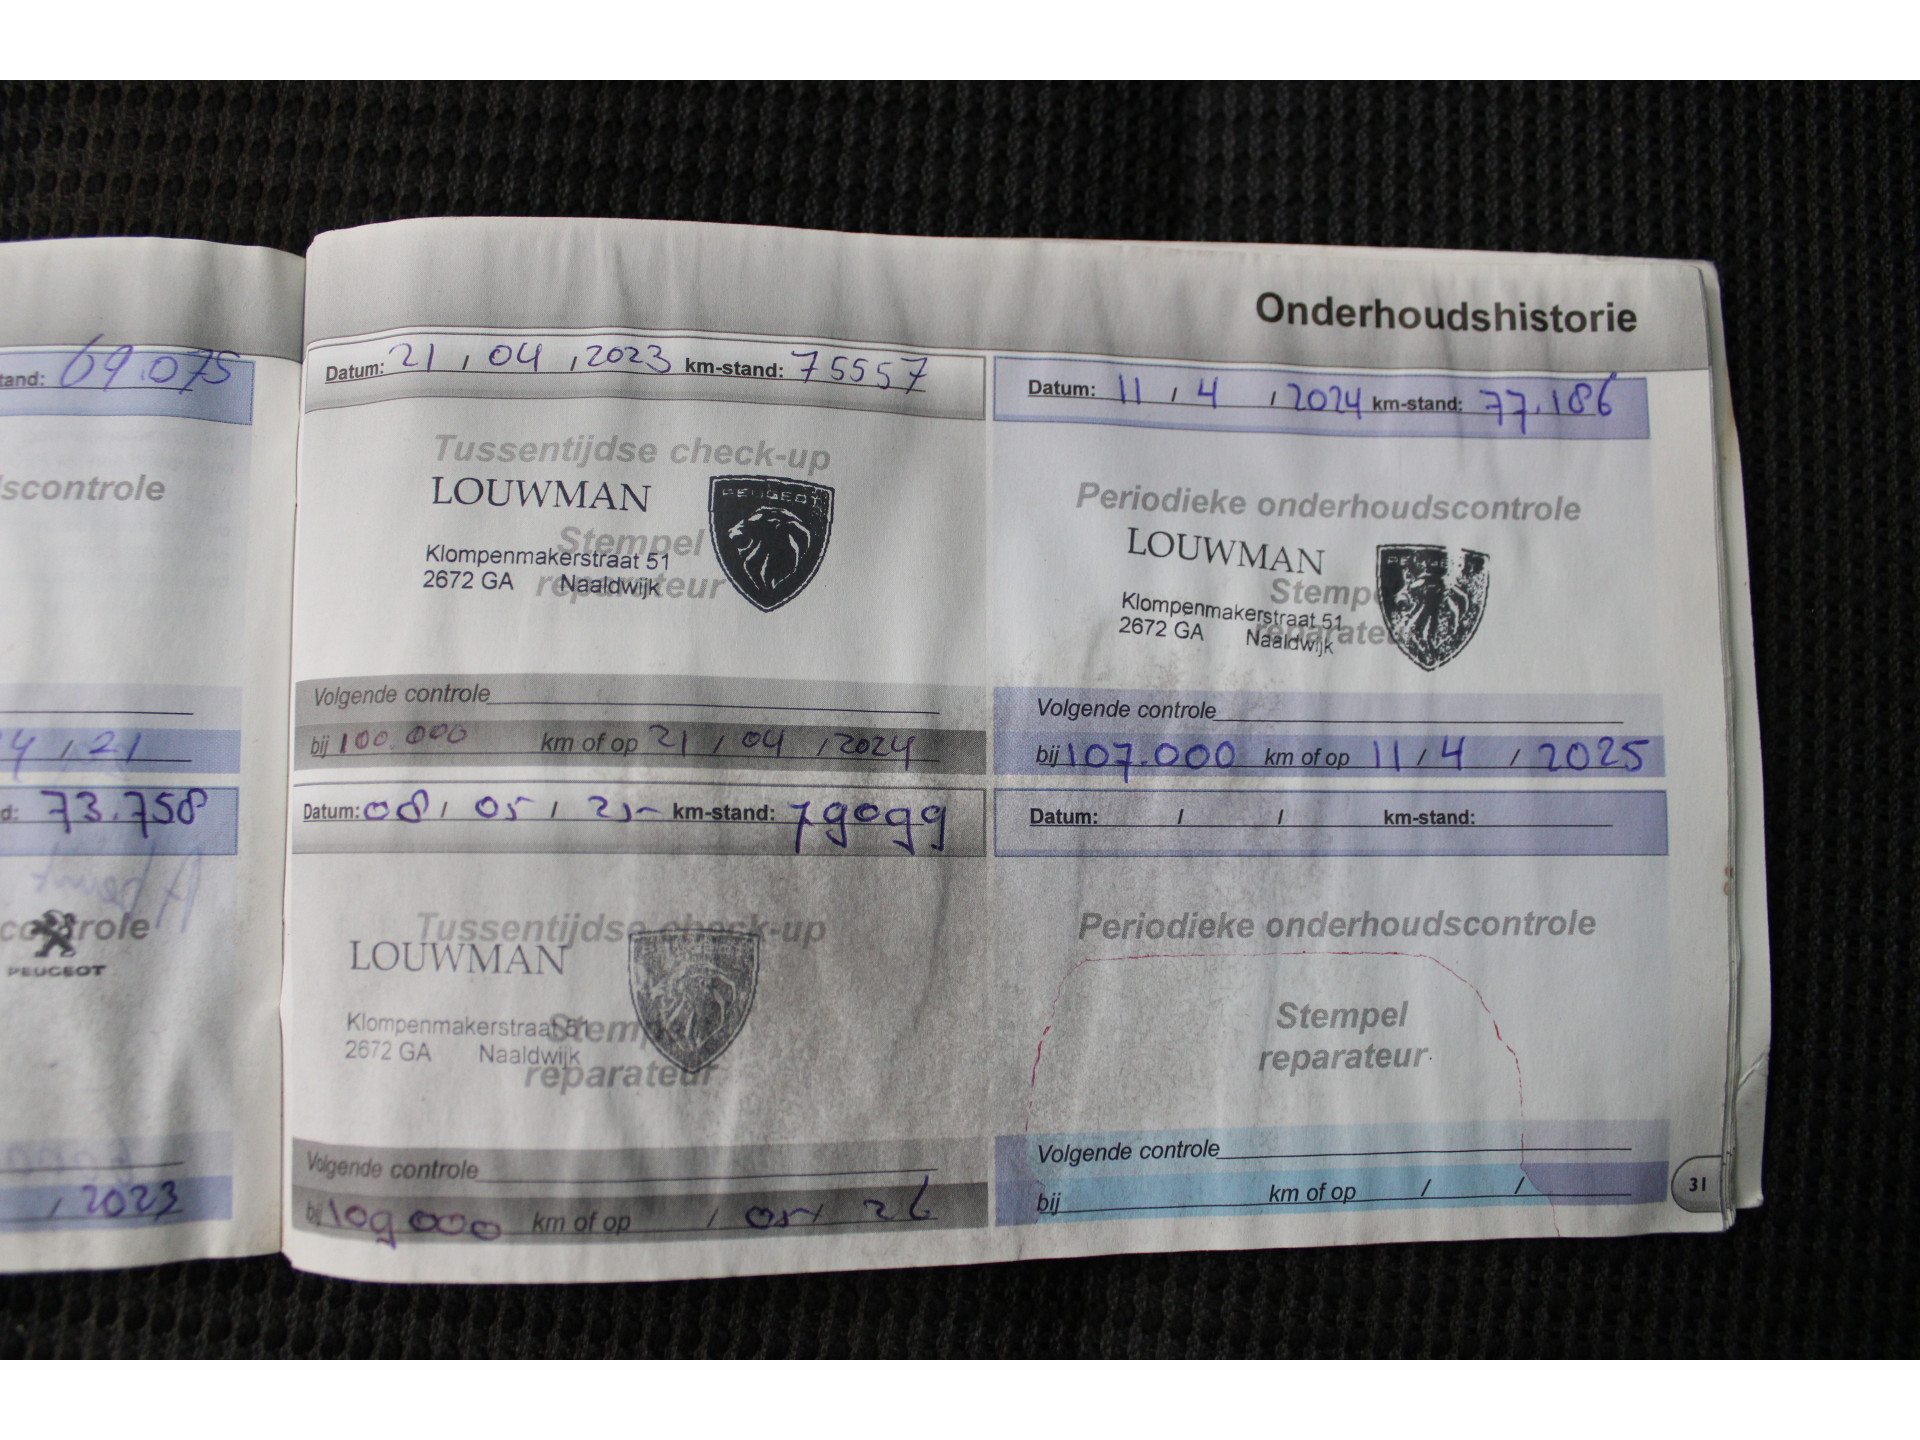 tand: 69.075
scontrole
4 / 21
d: 73.758
controle
PEUGEOT
/ 2023
Onderhoudshistorie
Datum: 21 / 04 / 2023 km-stand: 75557
Tussentijdse check-up
LOUWMAN
PEUGEOT
Stempel
Klompenmakerstraat 51
2672 GA Naaldwijk
reparateur
Volgende controle
bij 100.000 km of op 21 / 04 / 2024
Datum: 11 / 4 / 2024 km-stand: 77.186
Periodieke onderhoudscontrole
LOUWMAN
PEUGEOT
Stempel
Klompenmakerstraat 51
2672 GA Naaldwijk
reparateur
Volgende controle
bij 107.000 km of op 11 / 4 / 2025
Datum: 08 / 05 / 25- km-stand: 79099
Tussentijdse check-up
LOUWMAN
Stempel
Klompenmakerstraat 51
2672 GA Naaldwijk
reparateur
Volgende controle
bij 109000 km of op / 05 / 26
Datum: / / km-stand:
Periodieke onderhoudscontrole
Stempel
reparateur
Volgende controle
bij km of op / /
31